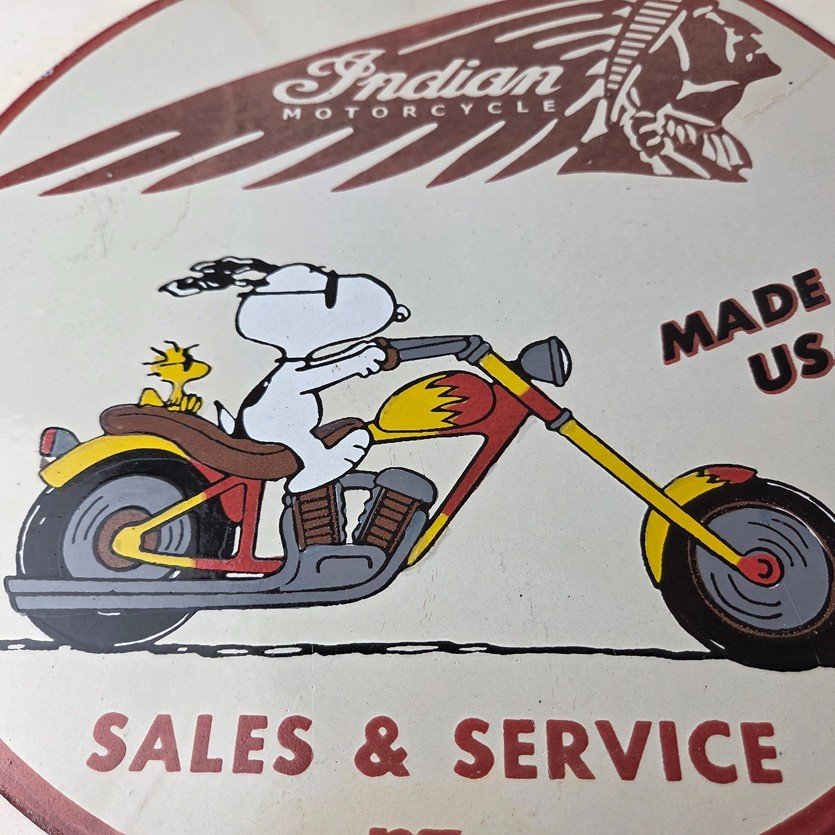 Indian
MOTORCYCLE
MADE
US
SALES & SERVICE